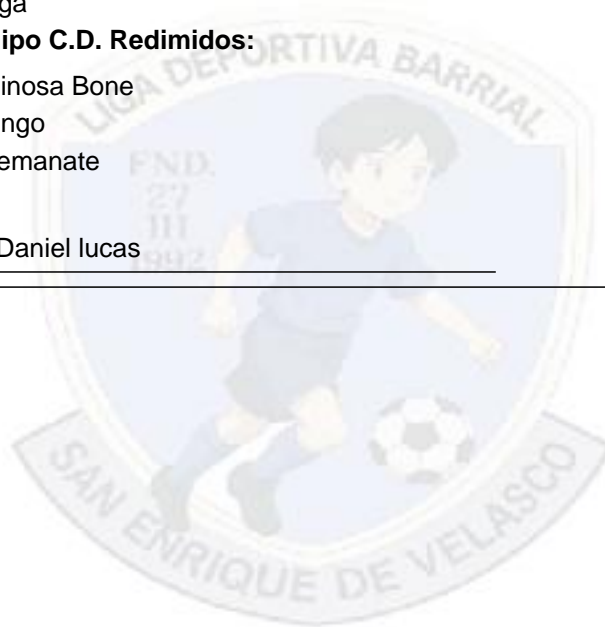 ga
ipo C.D. Redimidos:
inosa Bone
ngo
emanate
Daniel lucas
LIGA DEPORTIVA BARRIAL
FND.
27
III
1992
SAN ENRIQUE DE VELASCO